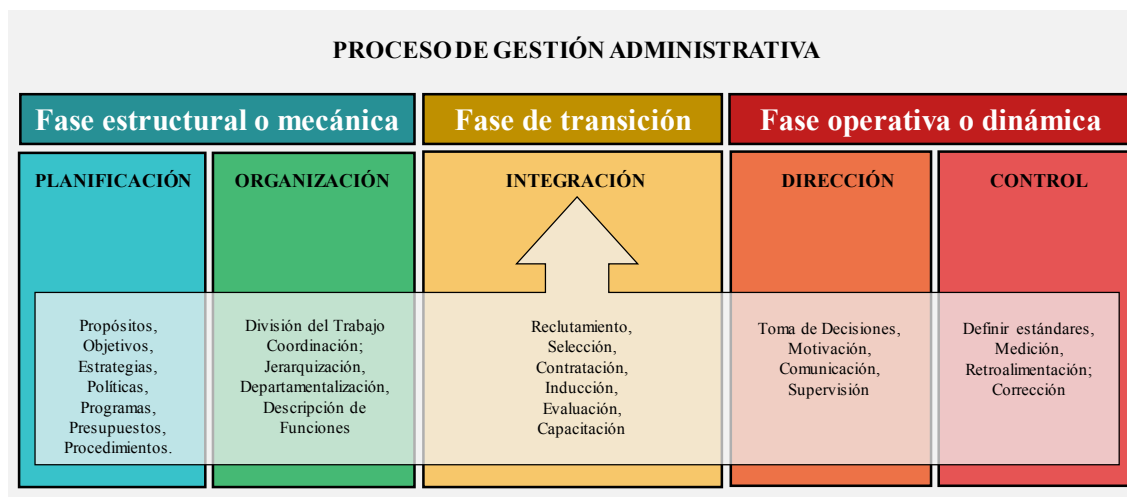 PROCESO DE GESTIÓN ADMINISTRATIVA
Fase estructural o mecánica
Fase de transición
Fase operativa o dinámica
PLANIFICACIÓN
ORGANIZACIÓN
INTEGRACIÓN
DIRECCIÓN
CONTROL
Propósitos,
Objetivos,
Estrategias,
Políticas,
Programas,
Presupuestos,
Procedimientos.
División del Trabajo
Coordinación;
Jerarquización,
Departamentalización,
Descripción de
Funciones
Reclutamiento,
Selección,
Contratación,
Inducción,
Evaluación,
Capacitación
Toma de Decisiones,
Motivación,
Comunicación,
Supervisión
Definir estándares,
Medición,
Retroalimentación;
Corrección